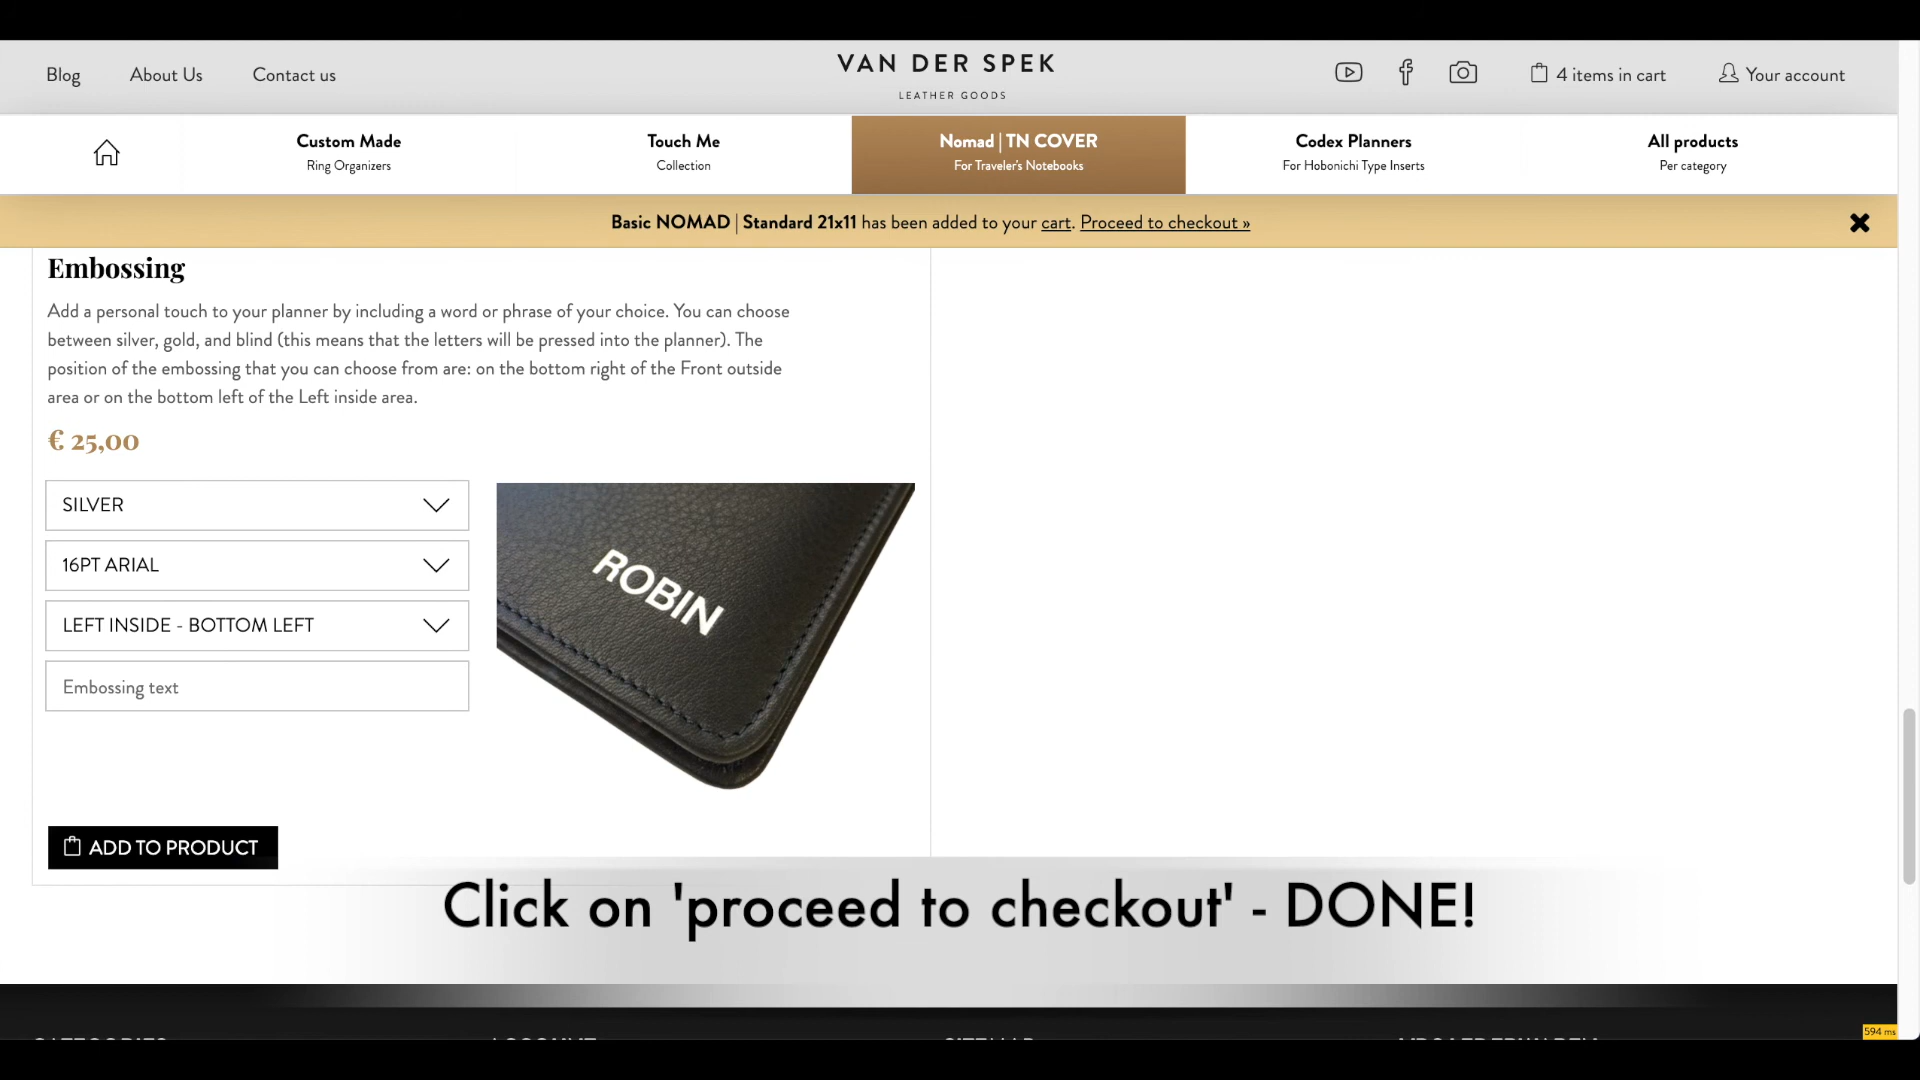 Blog
About Us
Contact us
VAN DER SPEK
LEATHER GOODS
4 items in cart
Your account
Custom Made
Ring Organizers
Touch Me
Collection
Nomad | TN COVER
For Traveler's Notebooks
Codex Planners
For Hobonichi Type Inserts
All products
Per category
Basic NOMAD | Standard 21x11 has been added to your cart. Proceed to checkout »
Embossing
Add a personal touch to your planner by including a word or phrase of your choice. You can choose
between silver, gold, and blind (this means that the letters will be pressed into the planner). The
position of the embossing that you can choose from are: on the bottom right of the Front outside
area or on the bottom left of the Left inside area.
€ 25,00
SILVER
16PT ARIAL
LEFT INSIDE - BOTTOM LEFT
Embossing text
ROBIN
ADD TO PRODUCT
Click on 'proceed to checkout' - DONE!
CATEGORIES
ACCOUNT
SITEMAP
594 ms